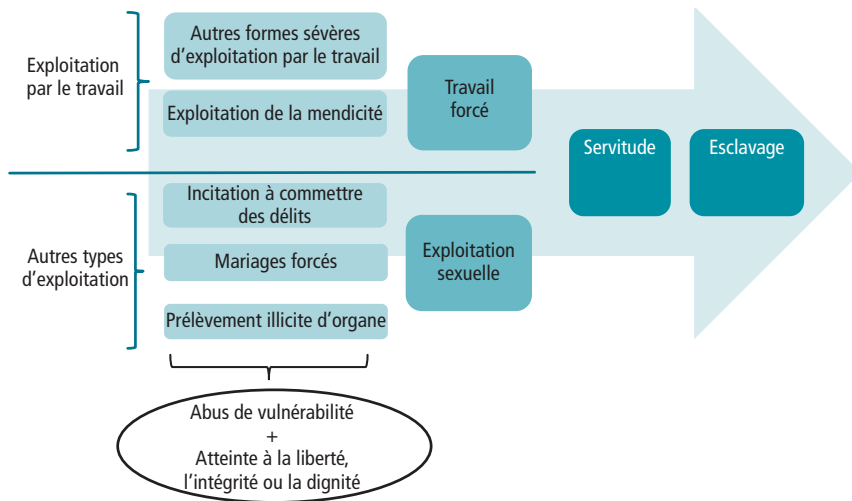 Exploitation
par le travail
Autres formes sévères
d'exploitation par le travail
Exploitation de la mendicité
Travail
forcé
Servitude
Esclavage
Autres types
d'exploitation
Incitation à commettre
des délits
Mariages forcés
Prélèvement illicite d'organe
Exploitation
sexuelle
Abus de vulnérabilité
+
Atteinte à la liberté,
l'intégrité ou la dignité